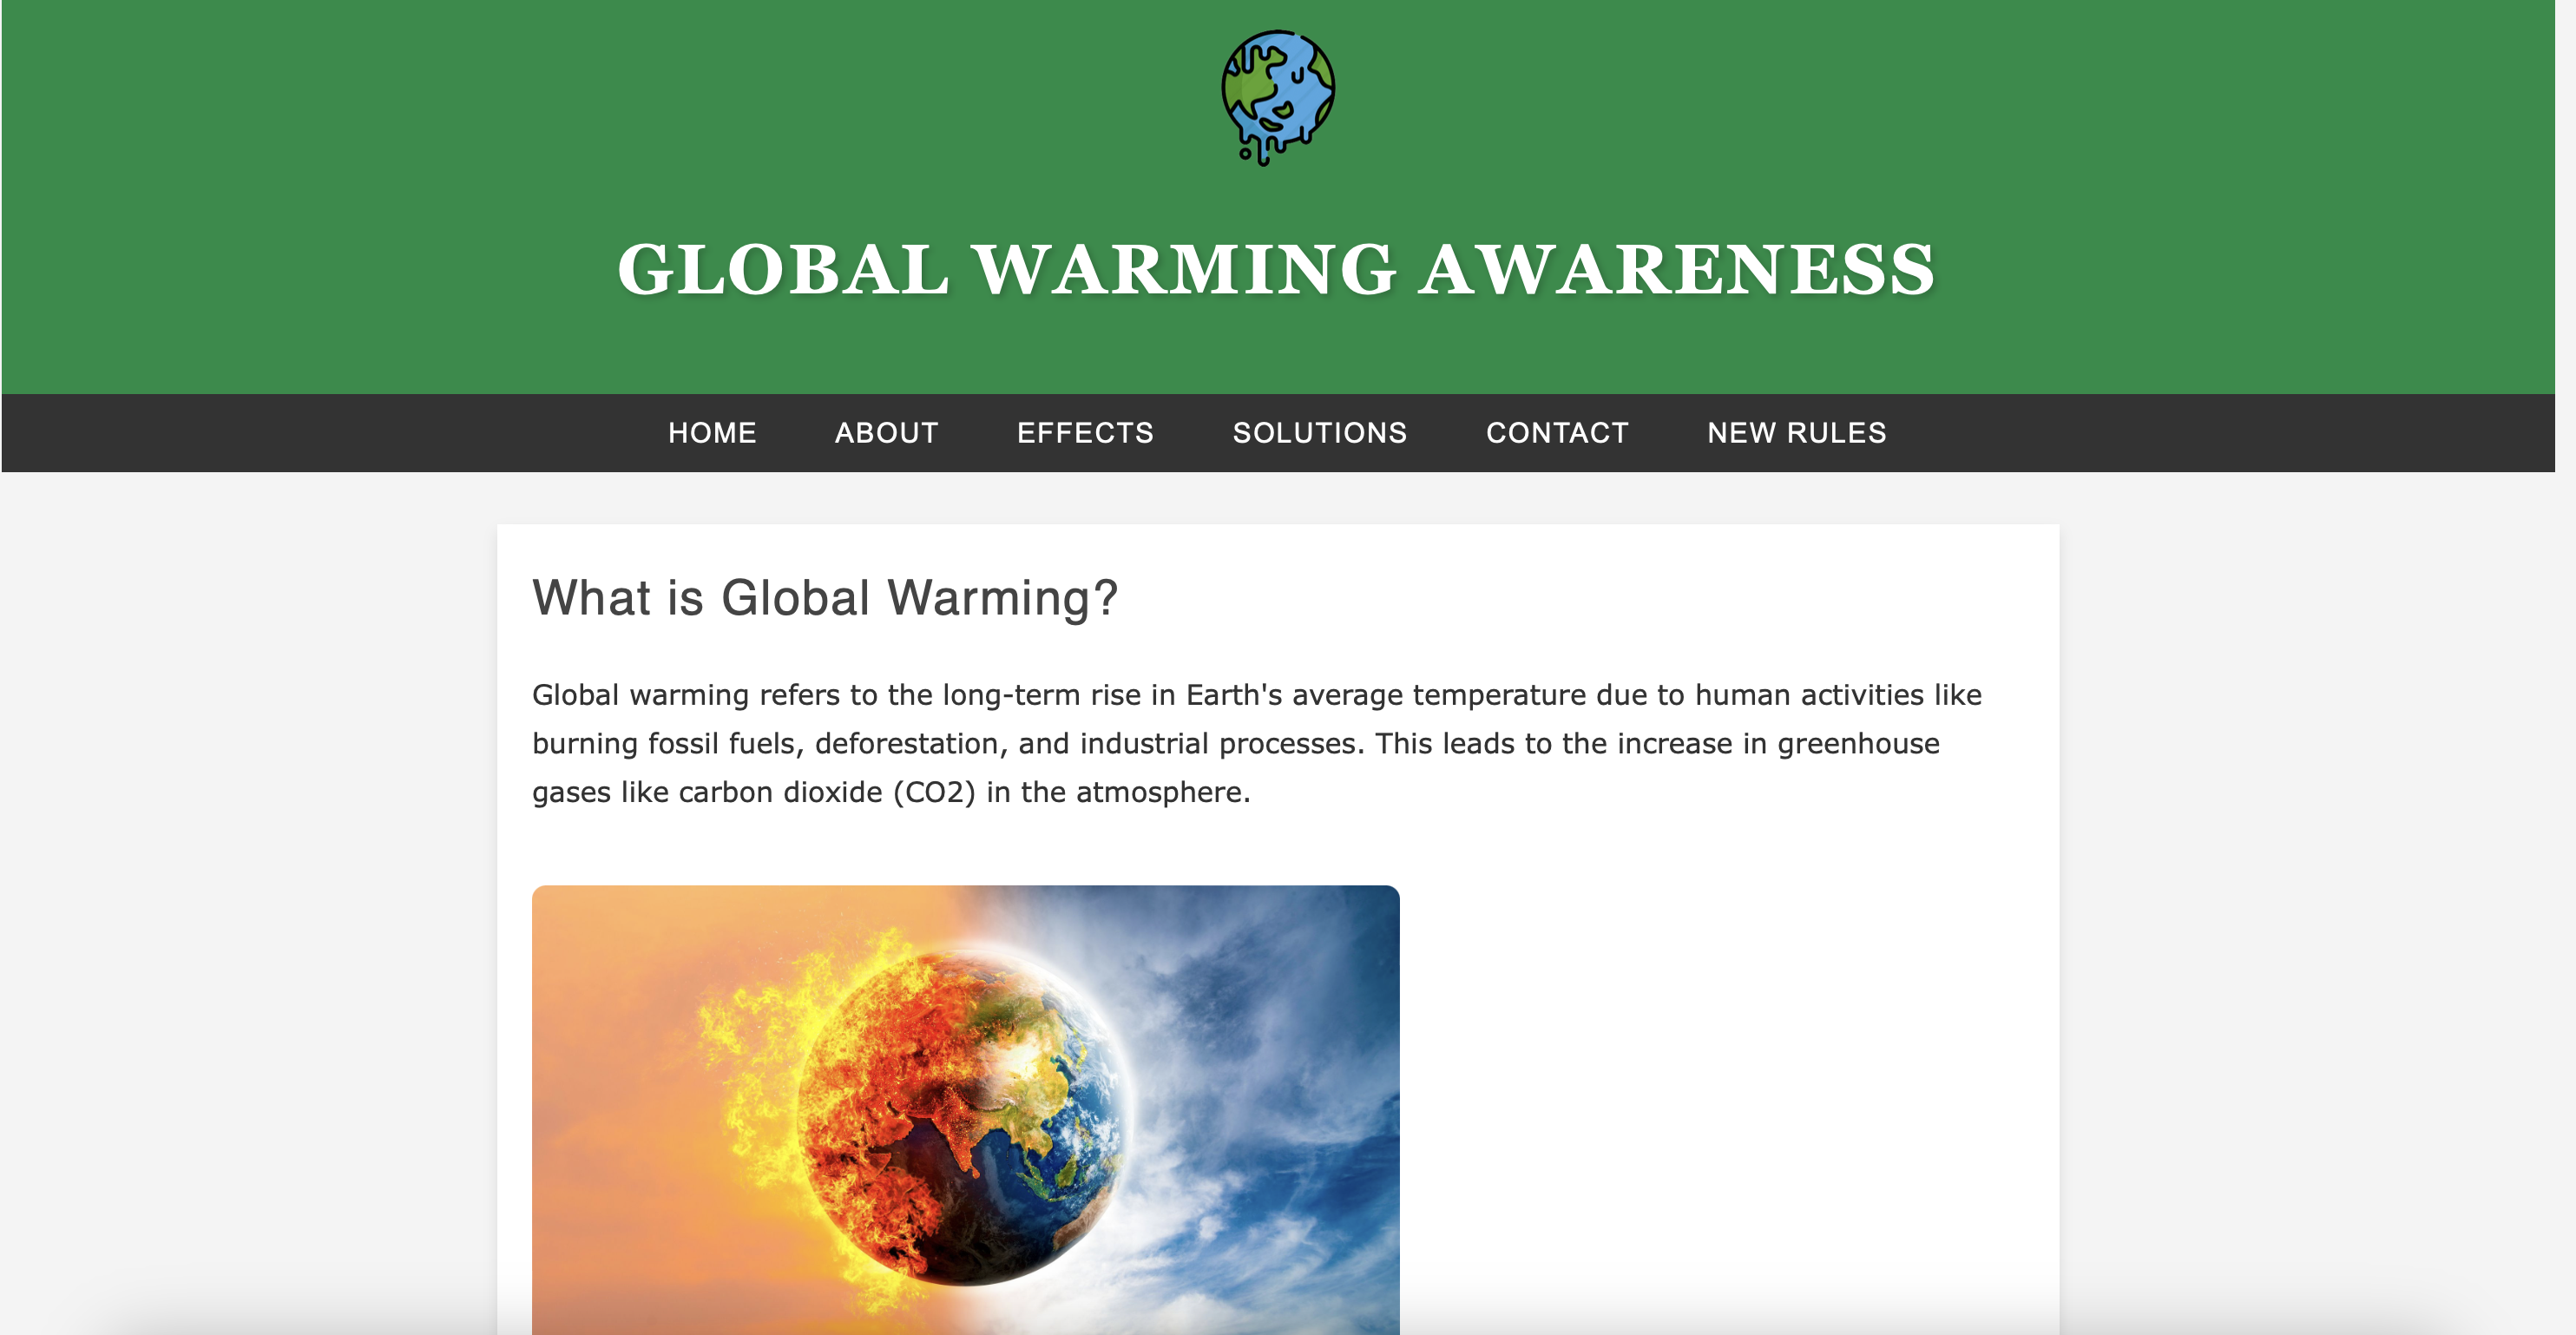 GLOBAL WARMING AWARENESS
HOME ABOUT EFFECTS SOLUTIONS CONTACT NEW RULES
What is Global Warming?
Global warming refers to the long-term rise in Earth's average temperature due to human activities like
burning fossil fuels, deforestation, and industrial processes. This leads to the increase in greenhouse
gases like carbon dioxide (CO2) in the atmosphere.